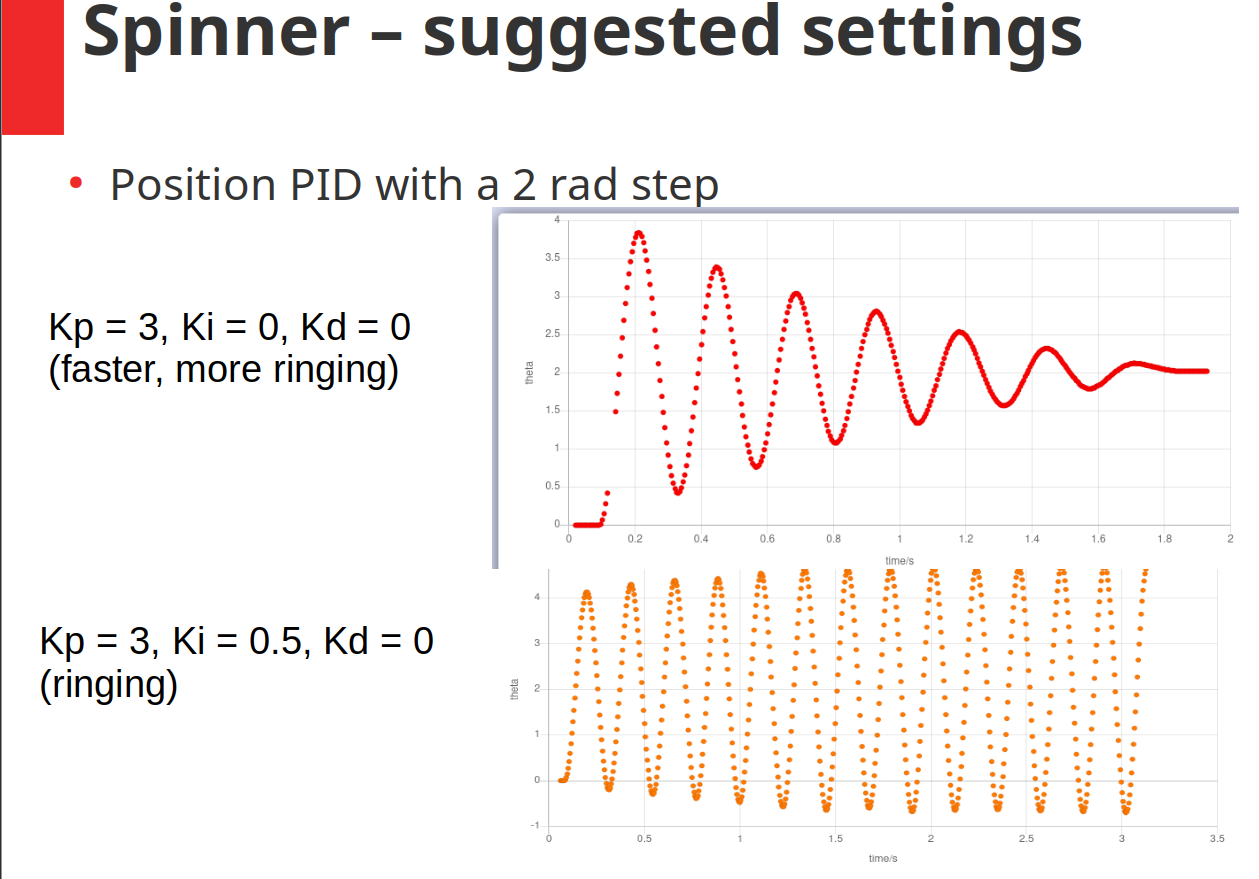 Spinner – suggested settings
• Position PID with a 2 rad step
Kp = 3, Ki = 0, Kd = 0
(faster, more ringing)
4
3.5
3
2.5
2
1.5
1
0.5
0
theta
0 0.2 0.4 0.6 0.8 1 1.2 1.4 1.6 1.8 2
time/s
Kp = 3, Ki = 0.5, Kd = 0
(ringing)
4
3
2
1
0
-1
theta
0 0.5 1 1.5 2 2.5 3 3.5
time/s